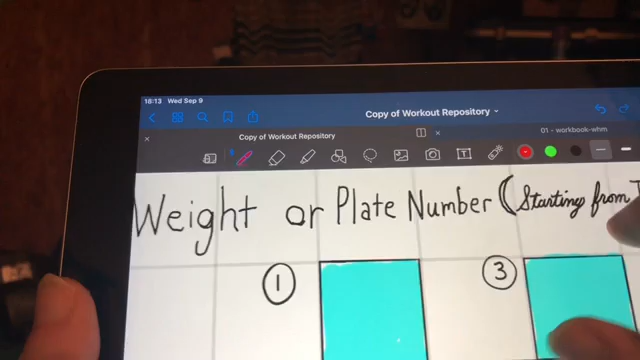 18:13 Wed Sep 9
Copy of Workout Repository
Copy of Workout Repository
01 - workbook-whm
Weight or Plate Number (Starting from
1
3